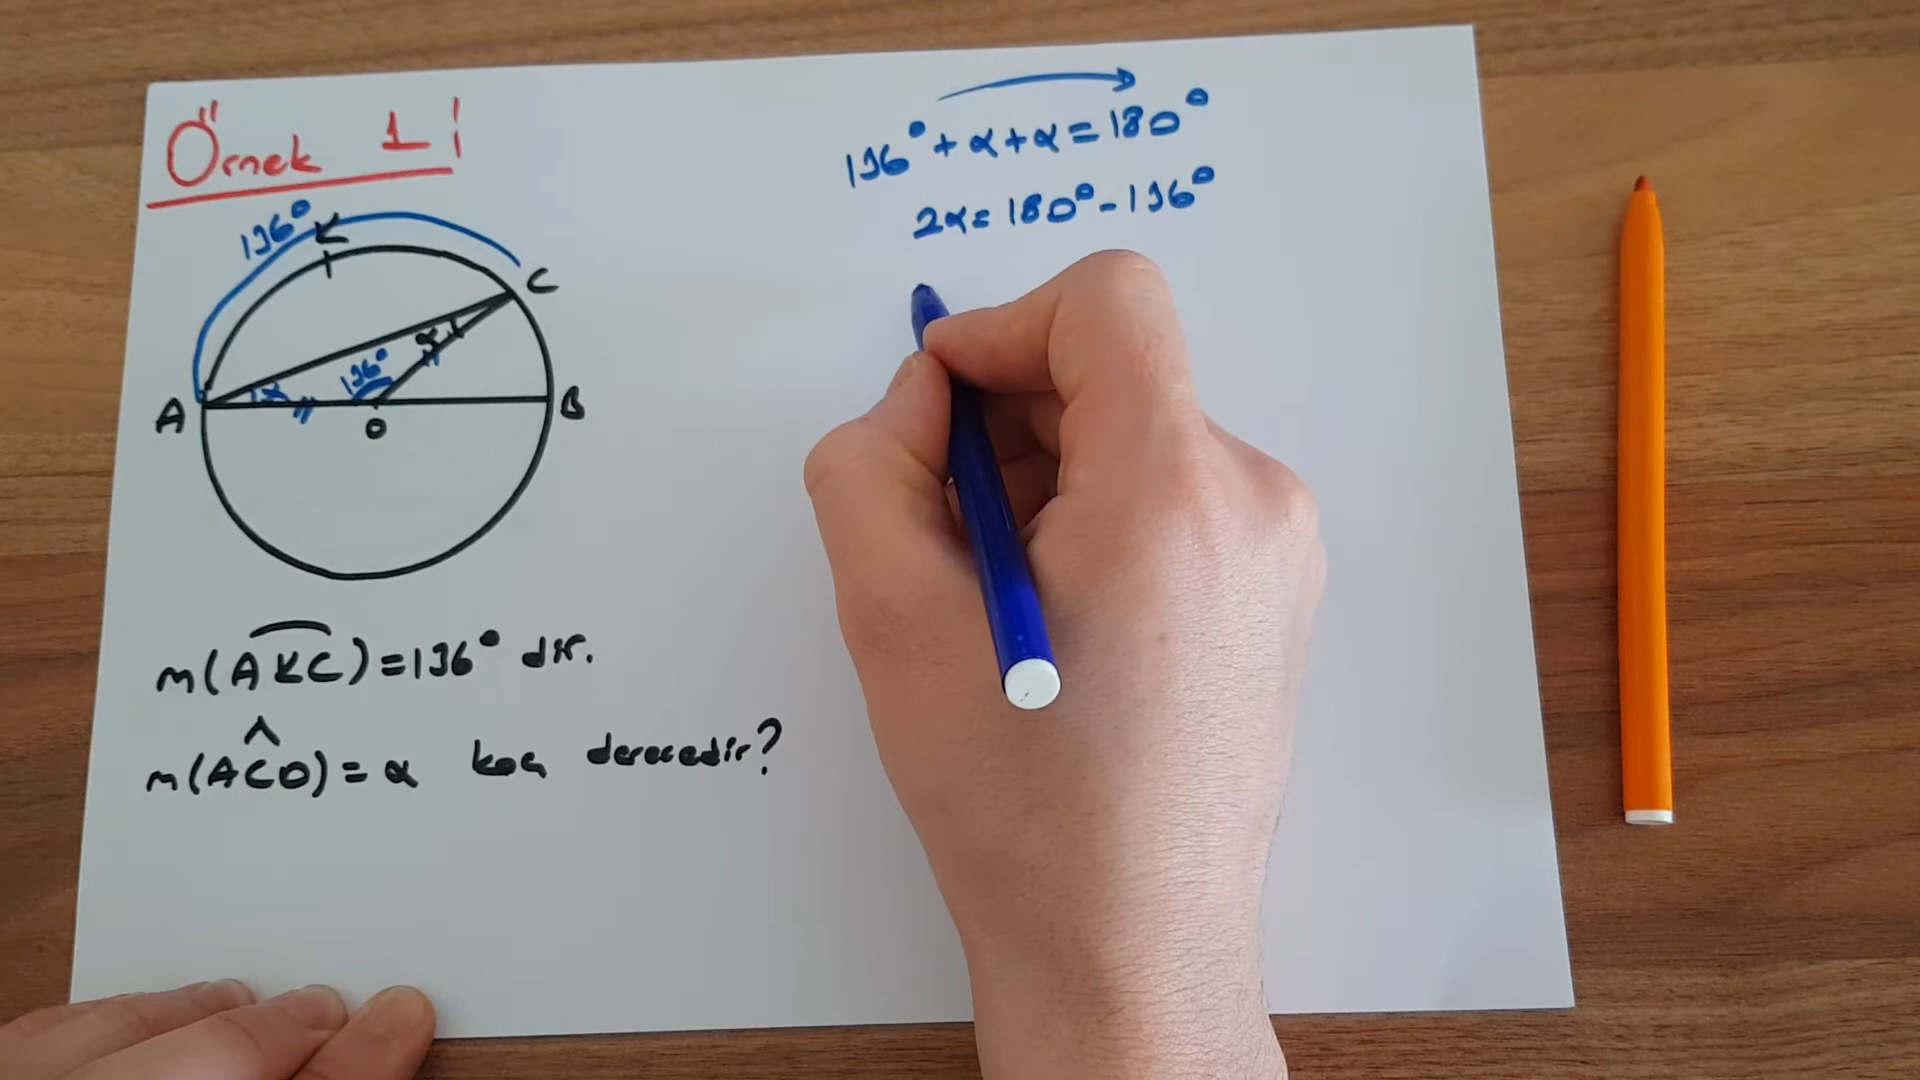 Örnek 1:
136°
K
C
α
136°
α
A
O
B
m(AKC)=136° dir.
m(ACO)=α kaç derecedir?
136°+α+α=180°
2α=180°-136°